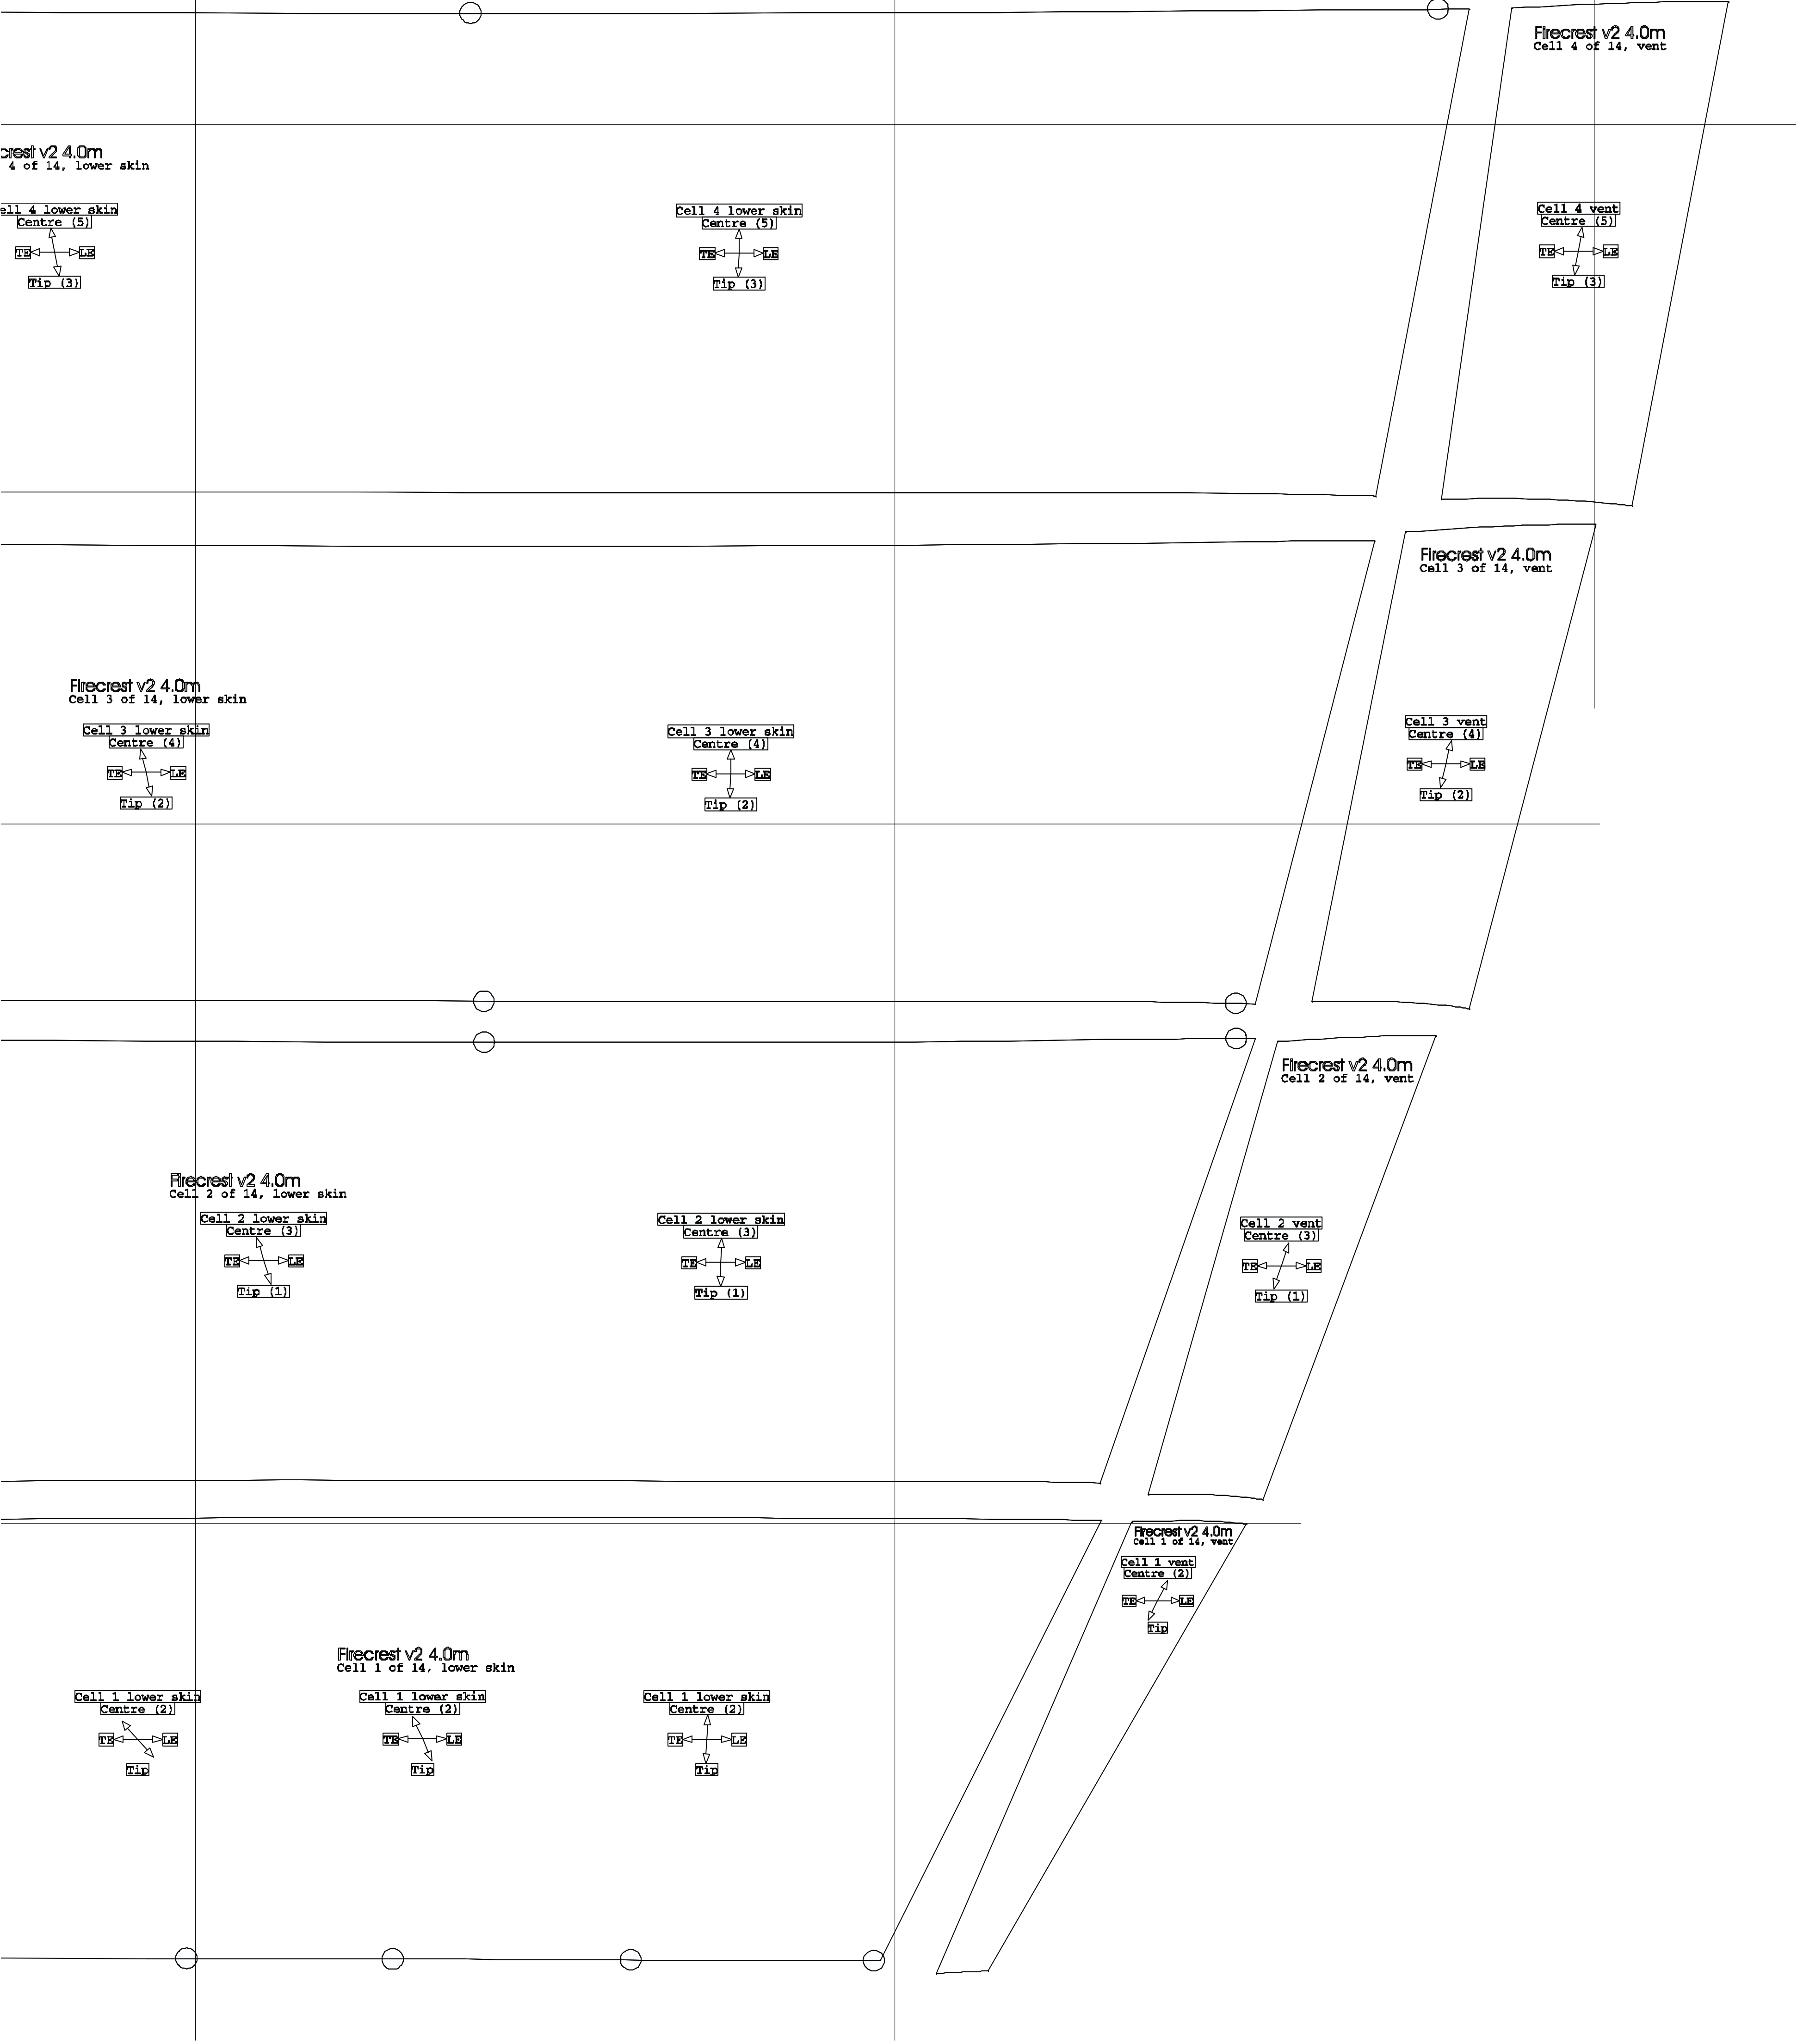 Firecrest v2 4.0m
Cell 4 of 14, vent
crest v2 4.0m
4 of 14, lower skin
ell 4 lower skin
Centre (5)
TE LE
Tip (3)
Cell 4 lower skin
Centre (5)
TE LE
Tip (3)
Cell 4 vent
Centre (5)
TE LE
Tip (3)
Firecrest v2 4.0m
Cell 3 of 14, vent
Firecrest v2 4.0m
Cell 3 of 14, lower skin
Cell 3 lower skin
Centre (4)
TE LE
Tip (2)
Cell 3 lower skin
Centre (4)
TE LE
Tip (2)
Cell 3 vent
Centre (4)
TE LE
Tip (2)
Firecrest v2 4.0m
Cell 2 of 14, vent
Firecrest v2 4.0m
Cell 2 of 14, lower skin
Cell 2 lower skin
Centre (3)
TE LE
Tip (1)
Cell 2 lower skin
Centre (3)
TE LE
Tip (1)
Cell 2 vent
Centre (3)
TE LE
Tip (1)
Firecrest v2 4.0m
Cell 1 of 14, vent
Cell 1 vent
Centre (2)
TE LE
Tip
Firecrest v2 4.0m
Cell 1 of 14, lower skin
Cell 1 lower skin
Centre (2)
TE LE
Tip
Cell 1 lower skin
Centre (2)
TE LE
Tip
Cell 1 lower skin
Centre (2)
TE LE
Tip